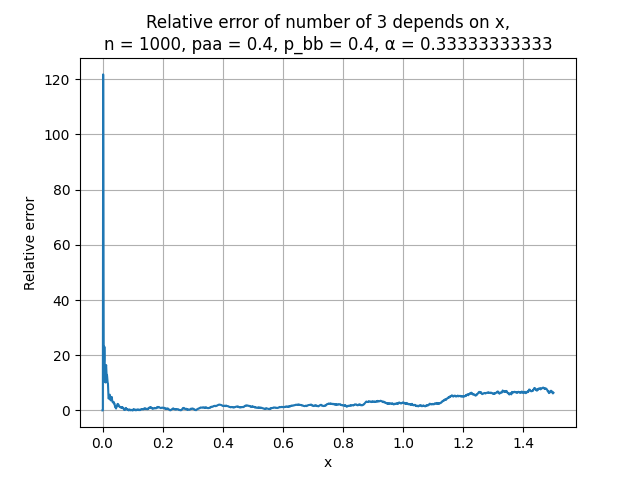 Relative error of number of 3 depends on x,
n = 1000, paa = 0.4, p_bb = 0.4, α = 0.33333333333
120
100
80
60
40
20
0
Relative error
0.0 0.2 0.4 0.6 0.8 1.0 1.2 1.4
x